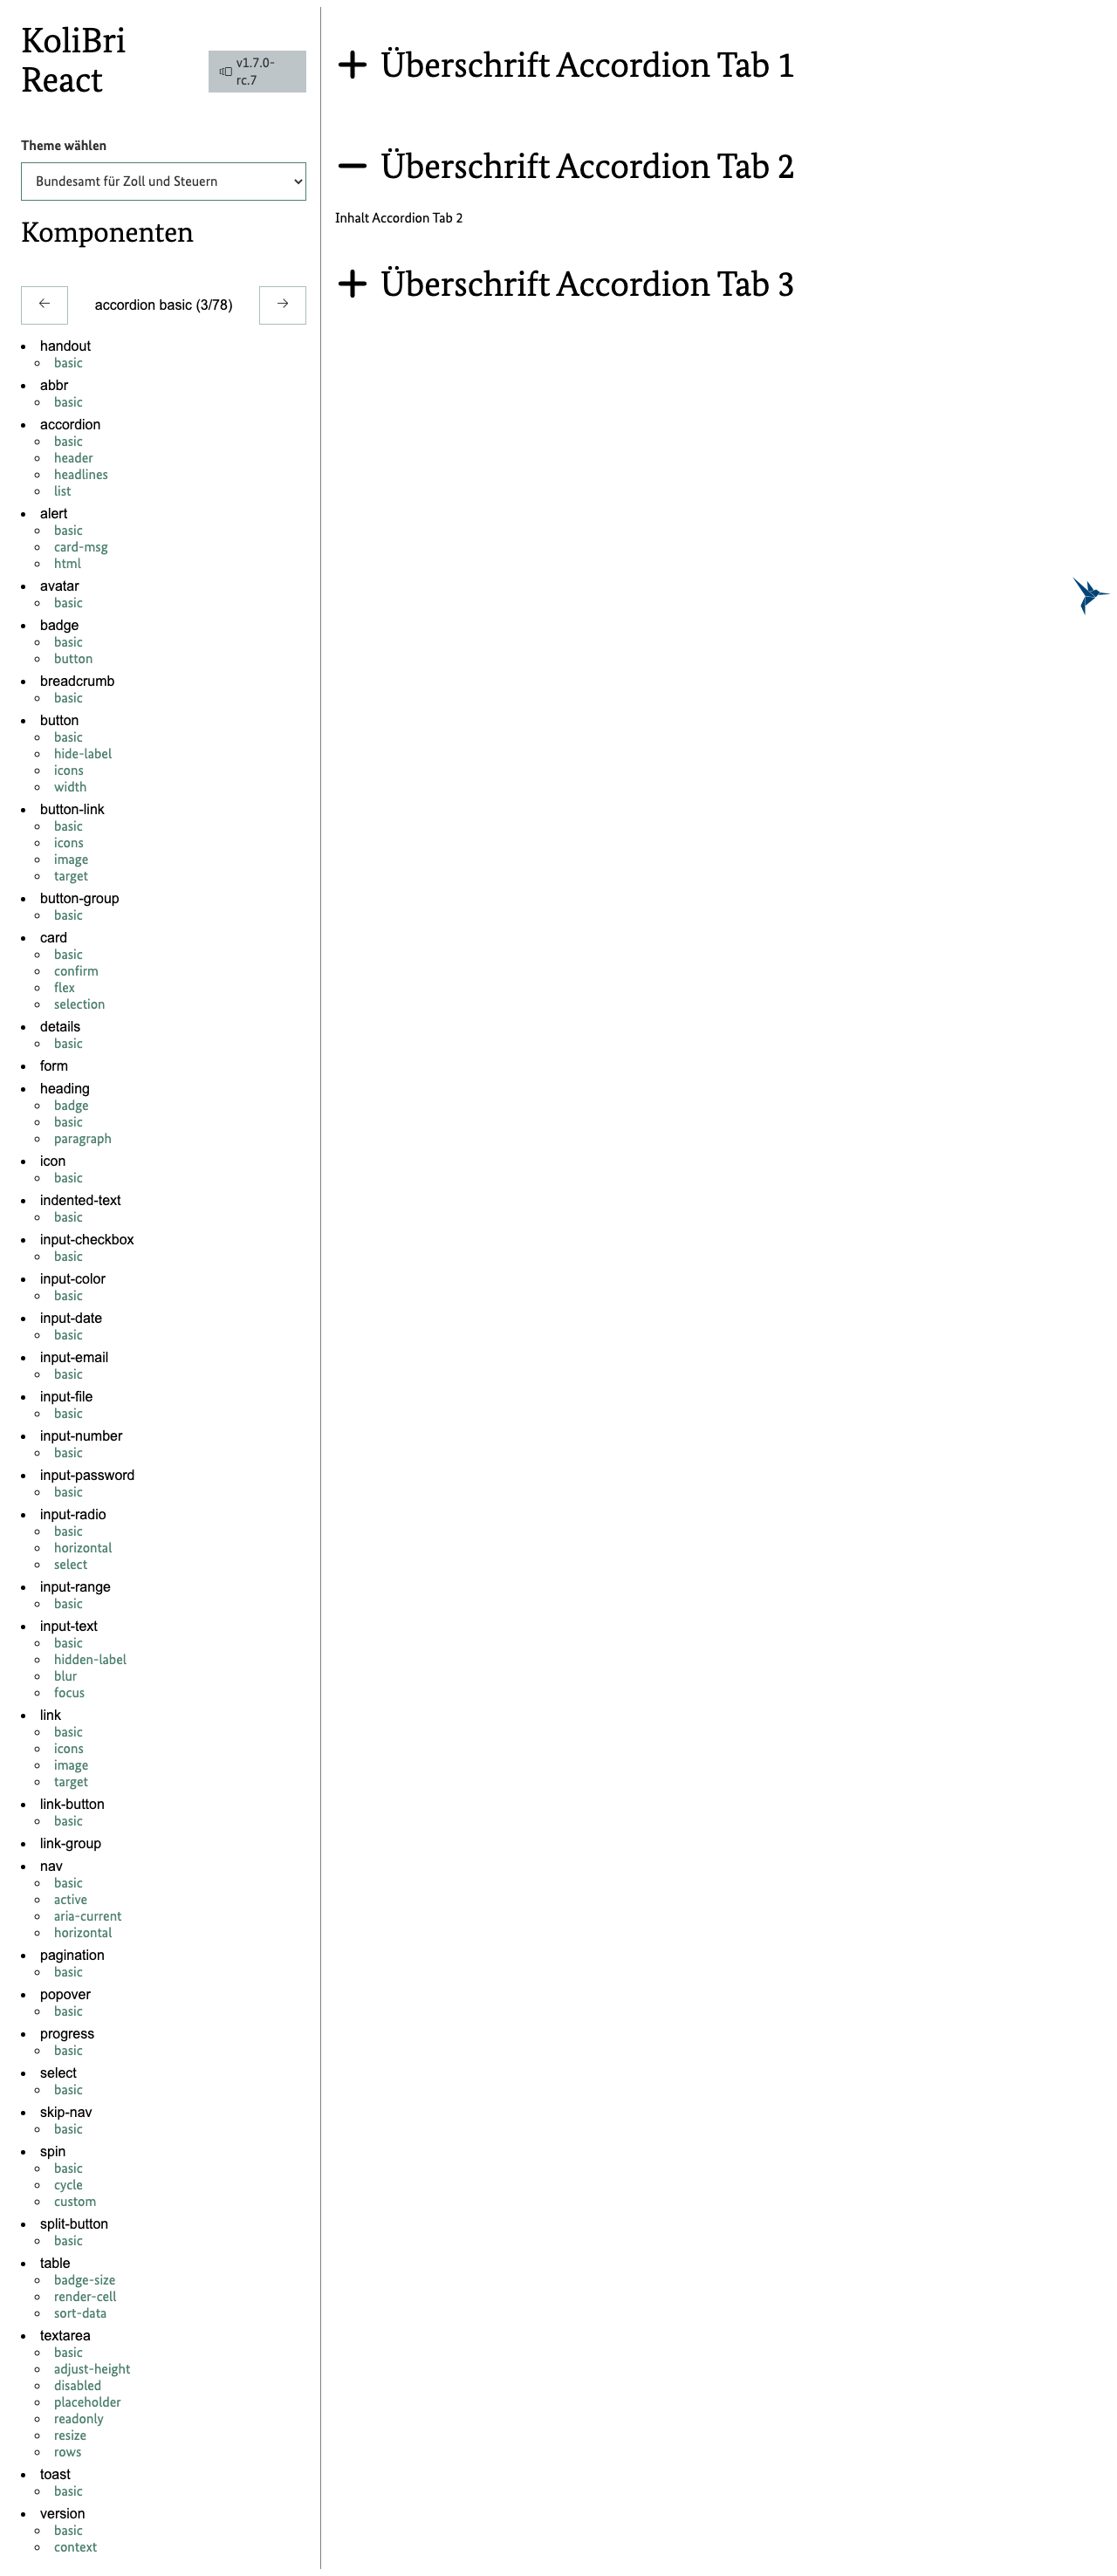 KoliBri
React
v1.7.0-
rc.7
Theme wählen
Bundesamt für Zoll und Steuern
Komponenten
accordion basic (3/78)
handout
basic
abbr
basic
accordion
basic
header
headlines
list
alert
basic
card-msg
html
avatar
basic
badge
basic
button
breadcrumb
basic
button
basic
hide-label
icons
width
button-link
basic
icons
image
target
button-group
basic
card
basic
confirm
flex
selection
details
basic
form
heading
badge
basic
paragraph
icon
basic
indented-text
basic
input-checkbox
basic
input-color
basic
input-date
basic
input-email
basic
input-file
basic
input-number
basic
input-password
basic
input-radio
basic
horizontal
select
input-range
basic
input-text
basic
hidden-label
blur
focus
link
basic
icons
image
target
link-button
basic
link-group
nav
basic
active
aria-current
horizontal
pagination
basic
popover
basic
progress
basic
select
basic
skip-nav
basic
spin
basic
cycle
custom
split-button
basic
table
badge-size
render-cell
sort-data
textarea
basic
adjust-height
disabled
placeholder
readonly
resize
rows
toast
basic
version
basic
context
Überschrift Accordion Tab 1
Überschrift Accordion Tab 2
Inhalt Accordion Tab 2
Überschrift Accordion Tab 3